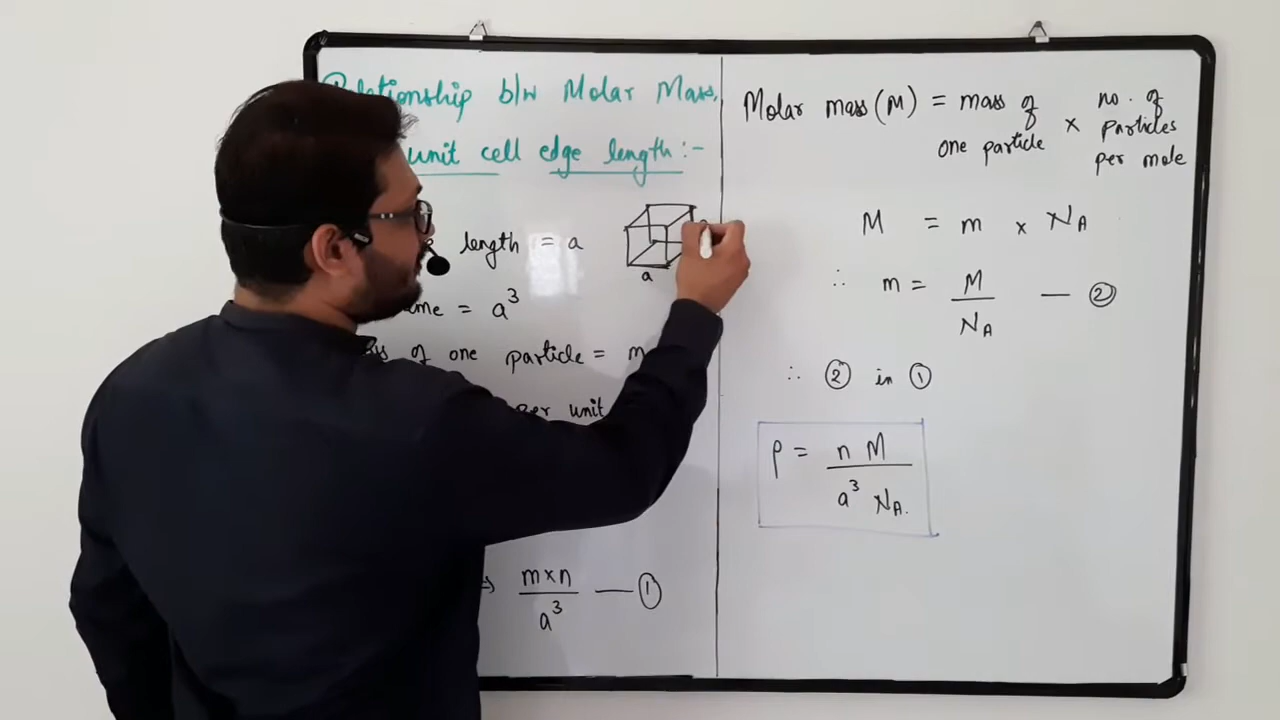 Relationship b/w Molar Mass,
unit cell edge length :-
length = a
a
= a³
of one particle = m
per unit
m×n
a³ — ①
Molar mass (M) = mass of one particle × no. of particles per mole
M = m × NA
∴ m = M / NA — ②
∴ ② in ①
ρ = n M / a³ NA.